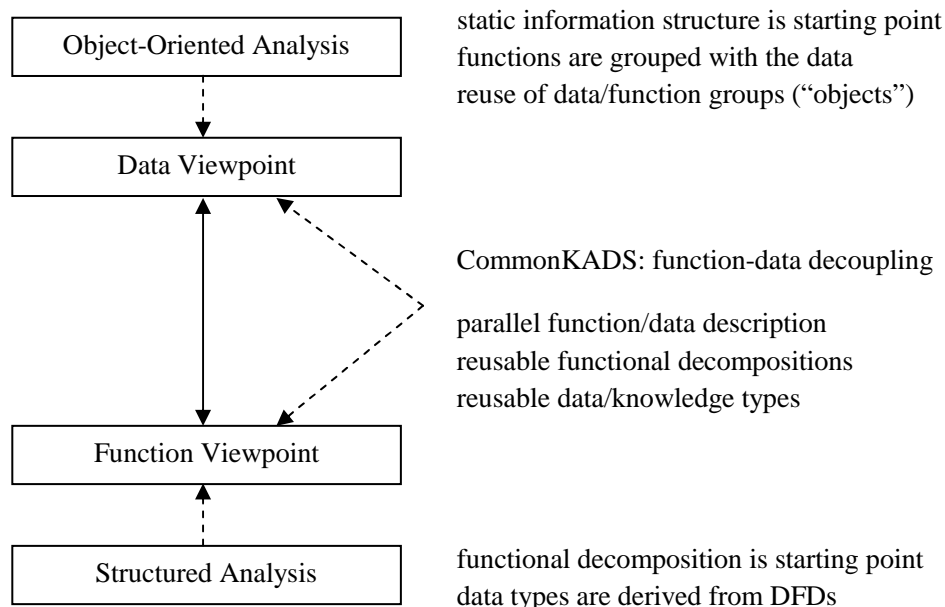 Object-Oriented Analysis
static information structure is starting point
functions are grouped with the data
reuse of data/function groups (“objects”)
Data Viewpoint
CommonKADS: function-data decoupling
parallel function/data description
reusable functional decompositions
reusable data/knowledge types
Function Viewpoint
Structured Analysis
functional decomposition is starting point
data types are derived from DFDs